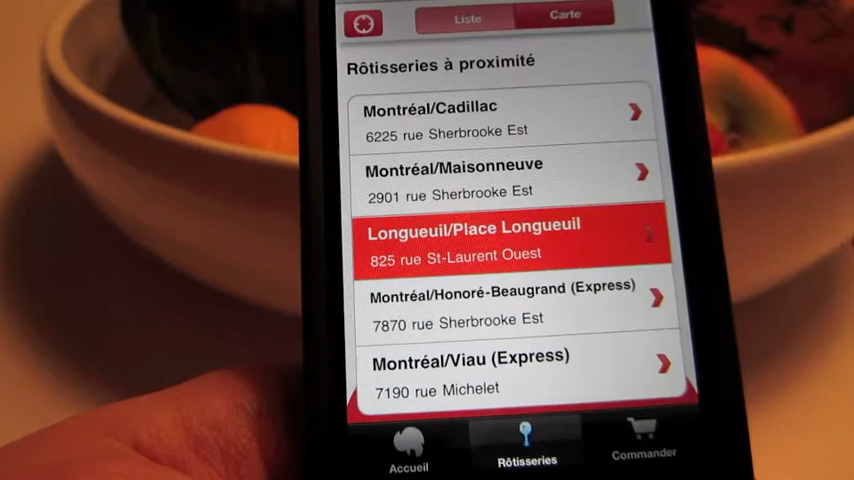 Liste
Carte
Rôtisseries à proximité
Montréal/Cadillac
6225 rue Sherbrooke Est
Montréal/Maisonneuve
2901 rue Sherbrooke Est
Longueuil/Place Longueuil
825 rue St-Laurent Ouest
Montréal/Honoré-Beaugrand (Express)
7870 rue Sherbrooke Est
Montréal/Viau (Express)
7190 rue Michelet
Accueil
Rôtisseries
Commander